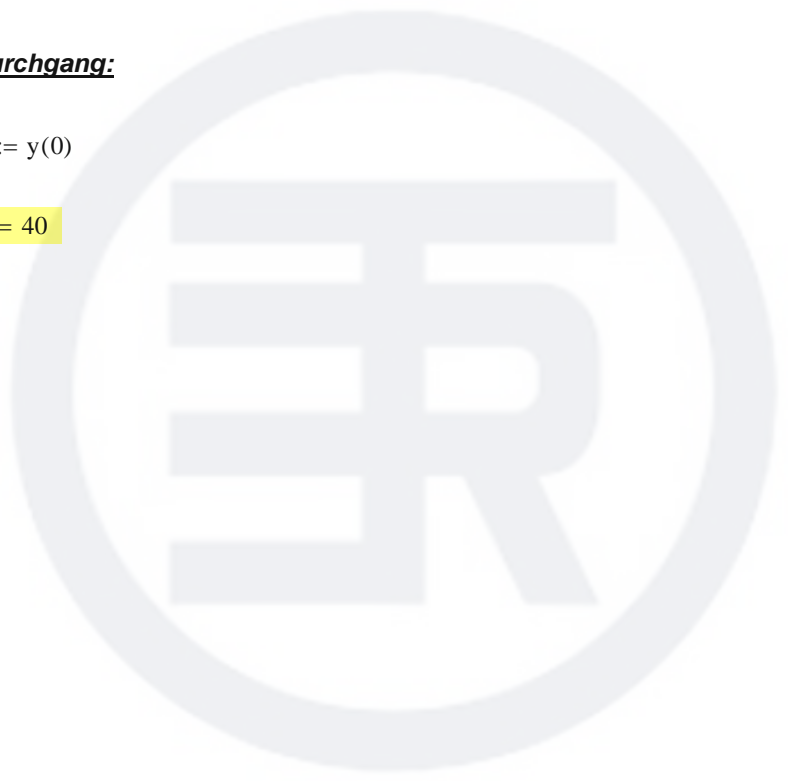 urchgang:
:= y(0)
= 40